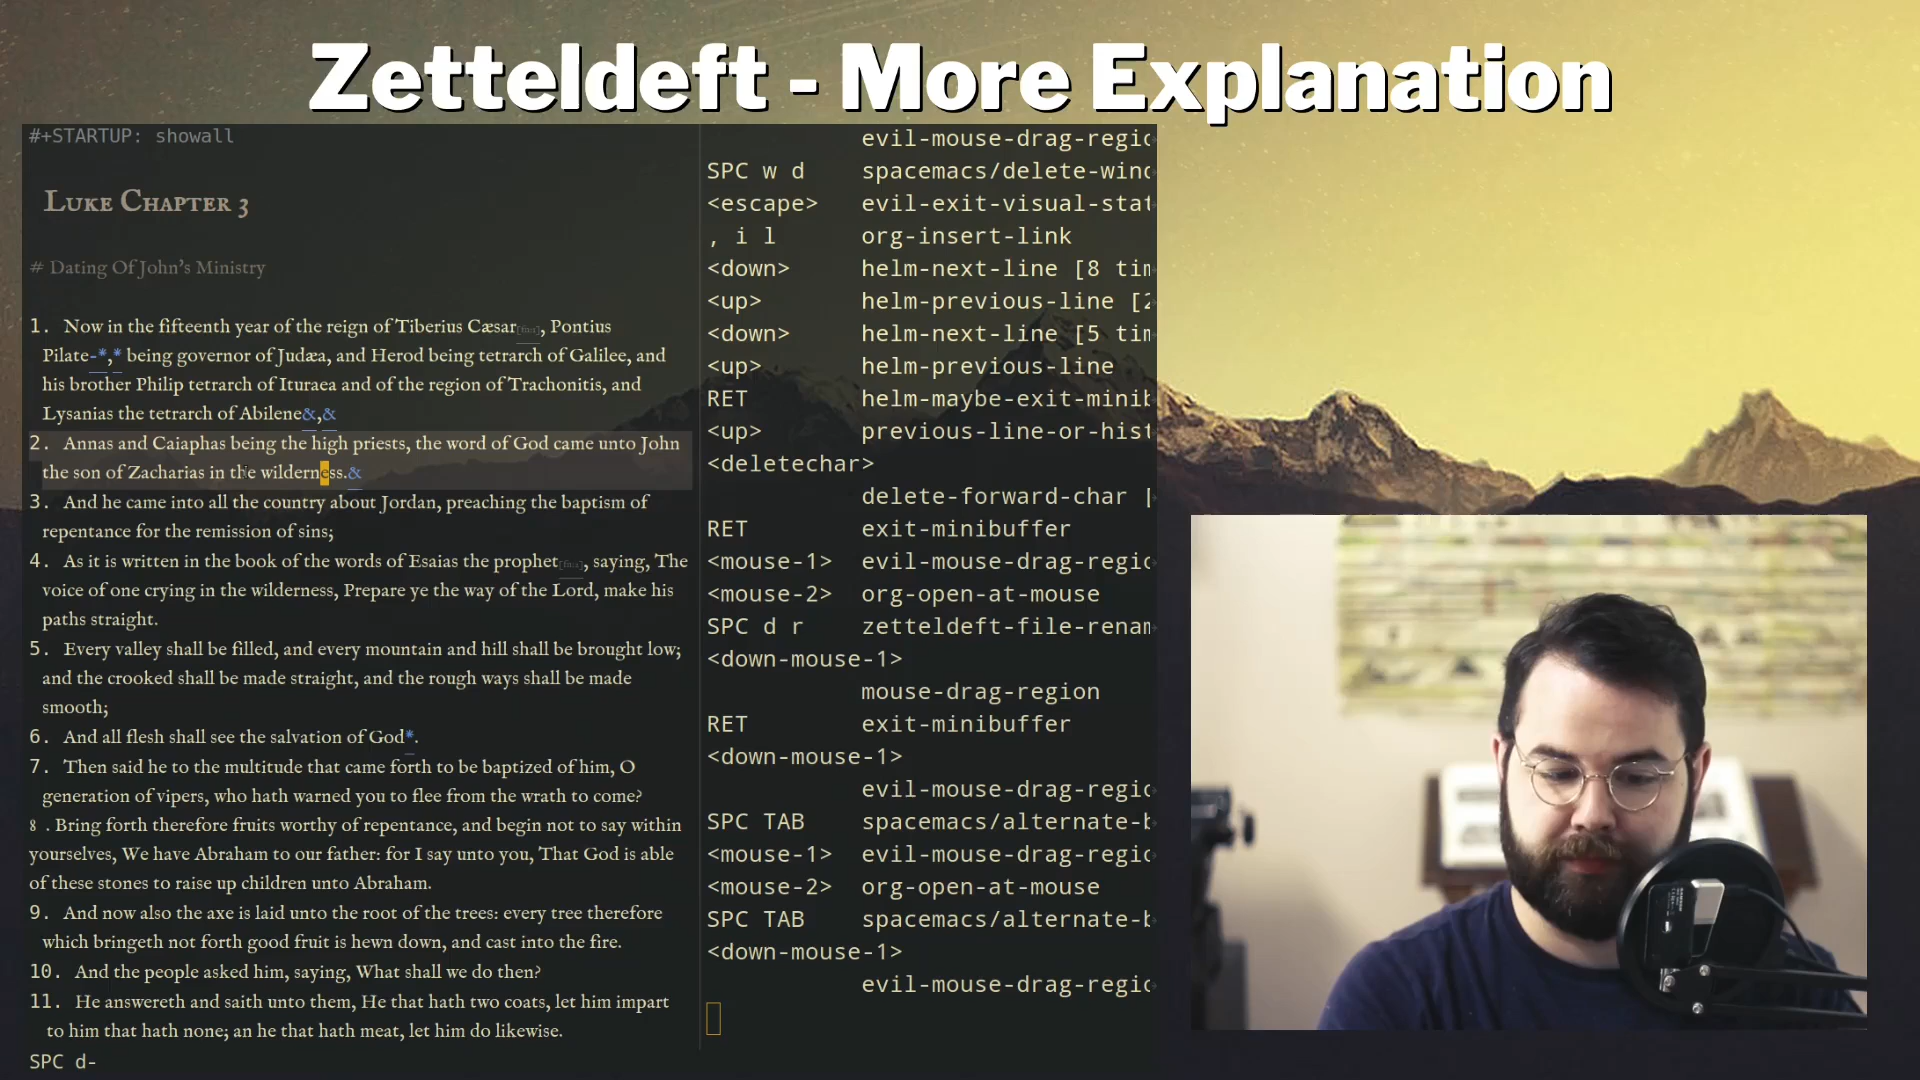 Zetteldeft - More Explanation
#+STARTUP: showall
Luke Chapter 3
# Dating Of John's Ministry
1. Now in the fifteenth year of the reign of Tiberius Cæsar, Pontius
Pilate-*,* being governor of Judæa, and Herod being tetrarch of Galilee, and
his brother Philip tetrarch of Ituraea and of the region of Trachonitis, and
Lysanias the tetrarch of Abilene&,&
2. Annas and Caiaphas being the high priests, the word of God came unto John
the son of Zacharias in the wilderness.&
3. And he came into all the country about Jordan, preaching the baptism of
repentance for the remission of sins;
4. As it is written in the book of the words of Esaias the prophet, saying, The
voice of one crying in the wilderness, Prepare ye the way of the Lord, make his
paths straight.
5. Every valley shall be filled, and every mountain and hill shall be brought low;
and the crooked shall be made straight, and the rough ways shall be made
smooth;
6. And all flesh shall see the salvation of God*.
7. Then said he to the multitude that came forth to be baptized of him, O
generation of vipers, who hath warned you to flee from the wrath to come?
8 . Bring forth therefore fruits worthy of repentance, and begin not to say within
yourselves, We have Abraham to our father: for I say unto you, That God is able
of these stones to raise up children unto Abraham.
9. And now also the axe is laid unto the root of the trees: every tree therefore
which bringeth not forth good fruit is hewn down, and cast into the fire.
10. And the people asked him, saying, What shall we do then?
11. He answereth and saith unto them, He that hath two coats, let him impart
to him that hath none; an he that hath meat, let him do likewise.
SPC d-
evil-mouse-drag-regio
SPC w d spacemacs/delete-wind
<escape> evil-exit-visual-stat
, i l org-insert-link
<down> helm-next-line [8 tim
<up> helm-previous-line [2
<down> helm-next-line [5 tim
<up> helm-previous-line
RET helm-maybe-exit-minib
<up> previous-line-or-hist
<deletechar>
delete-forward-char [
RET exit-minibuffer
<mouse-1> evil-mouse-drag-regio
<mouse-2> org-open-at-mouse
SPC d r zetteldeft-file-renam
<down-mouse-1>
mouse-drag-region
RET exit-minibuffer
<down-mouse-1>
evil-mouse-drag-regio
SPC TAB spacemacs/alternate-b
<mouse-1> evil-mouse-drag-regio
<mouse-2> org-open-at-mouse
SPC TAB spacemacs/alternate-b
<down-mouse-1>
evil-mouse-drag-regio